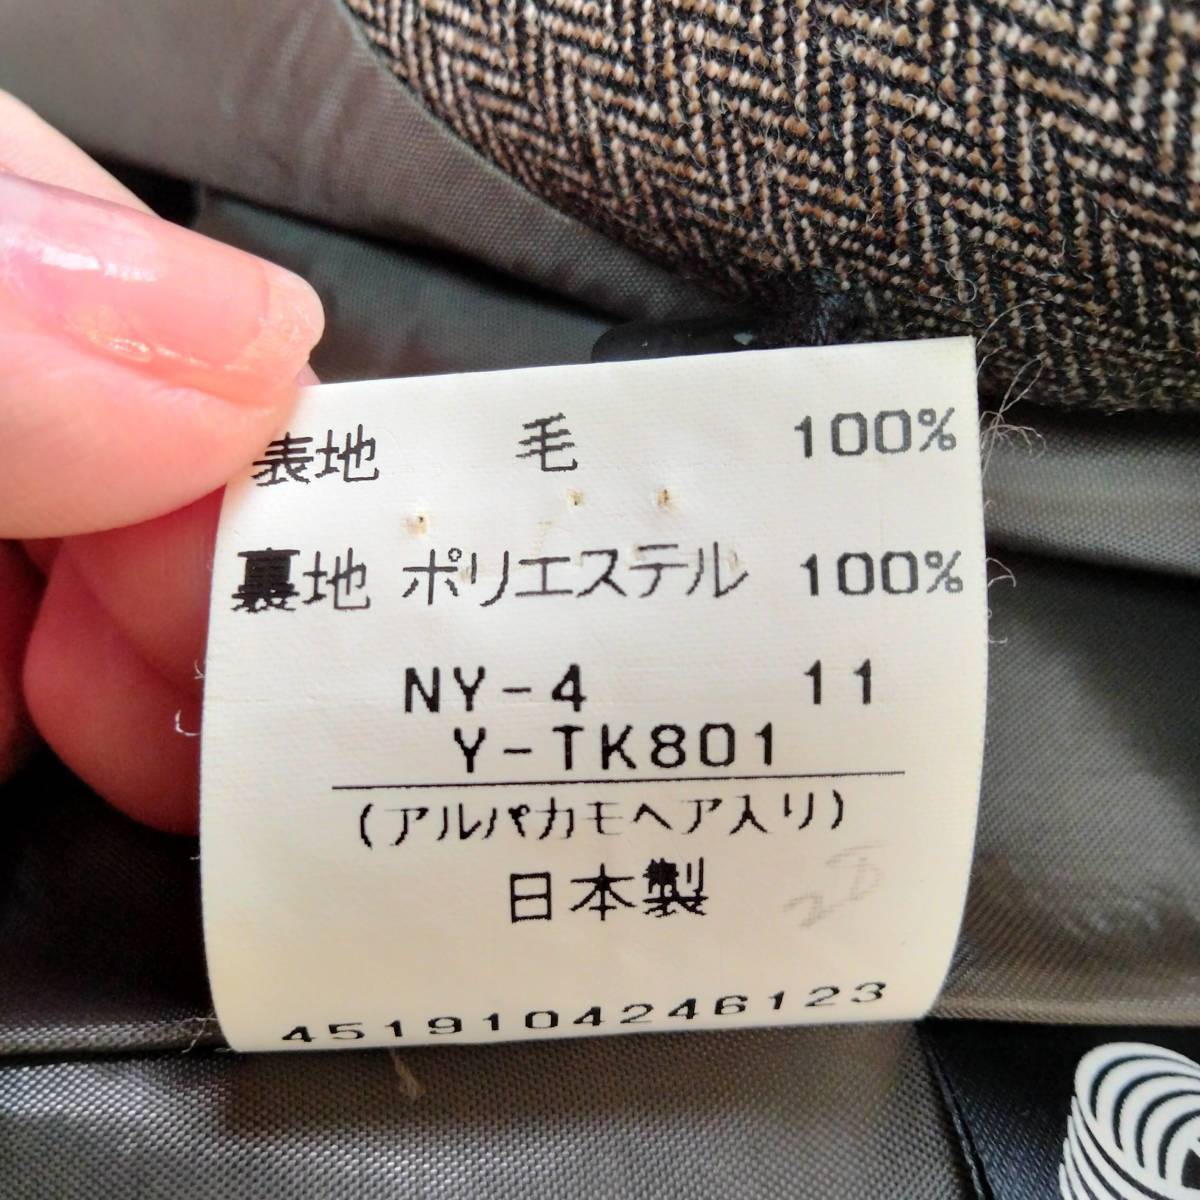 表地 毛 100%
裏地 ポリエステル 100%
NY-4 11
Y-TK801
(アルパカモヘア入り)
日本製
4519104246123